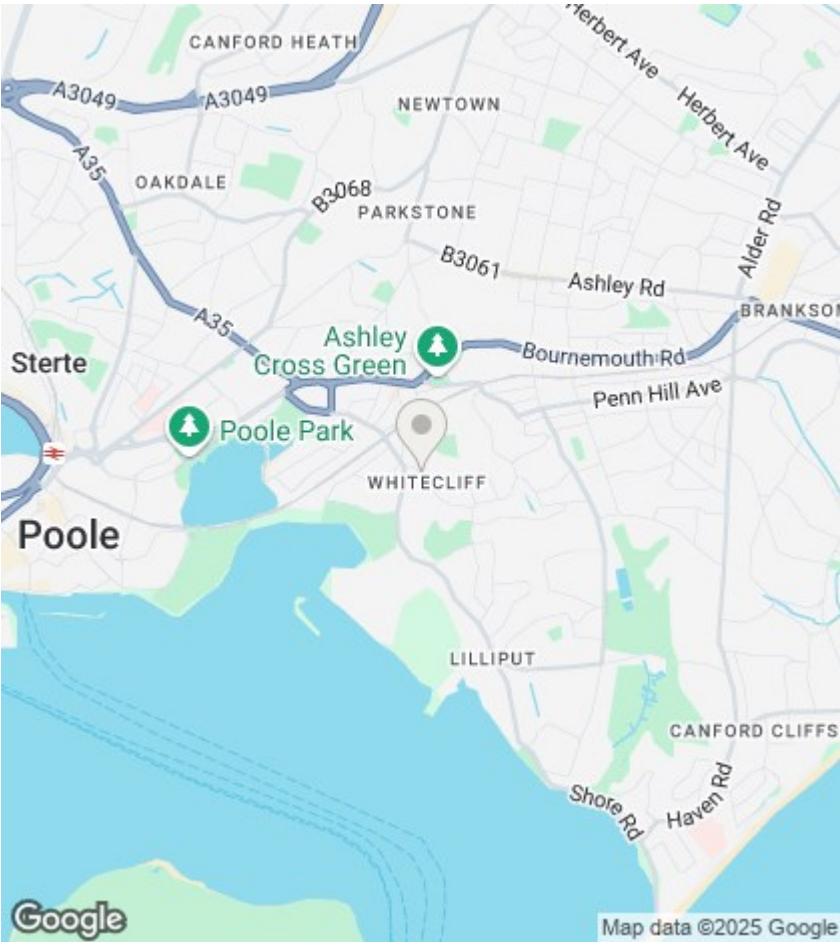 CANFORD HEATH
Herbert Ave
A3049
A3049
NEWTOWN
Herbert Ave
A35
OAKDALE
B3068
PARKSTONE
Alder Rd
B3061
Ashley Rd
BRANKSOM
A35
Ashley
Cross Green
Bournemouth Rd
Sterte
Penn Hill Ave
Poole Park
WHITECLIFF
Poole
LILLIPUT
CANFORD CLIFFS
Shore Rd
Haven Rd
Google
Map data ©2025 Google